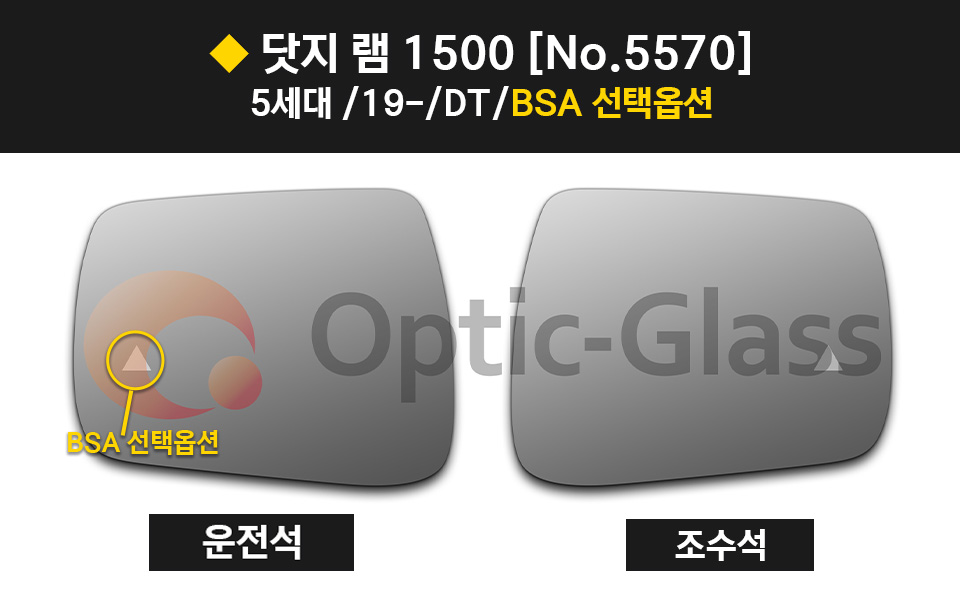 ◆ 닷지 램 1500 [No.5570]
5세대 /19-/DT/BSA 선택옵션
Optic-Glass
BSA 선택옵션
운전석
조수석